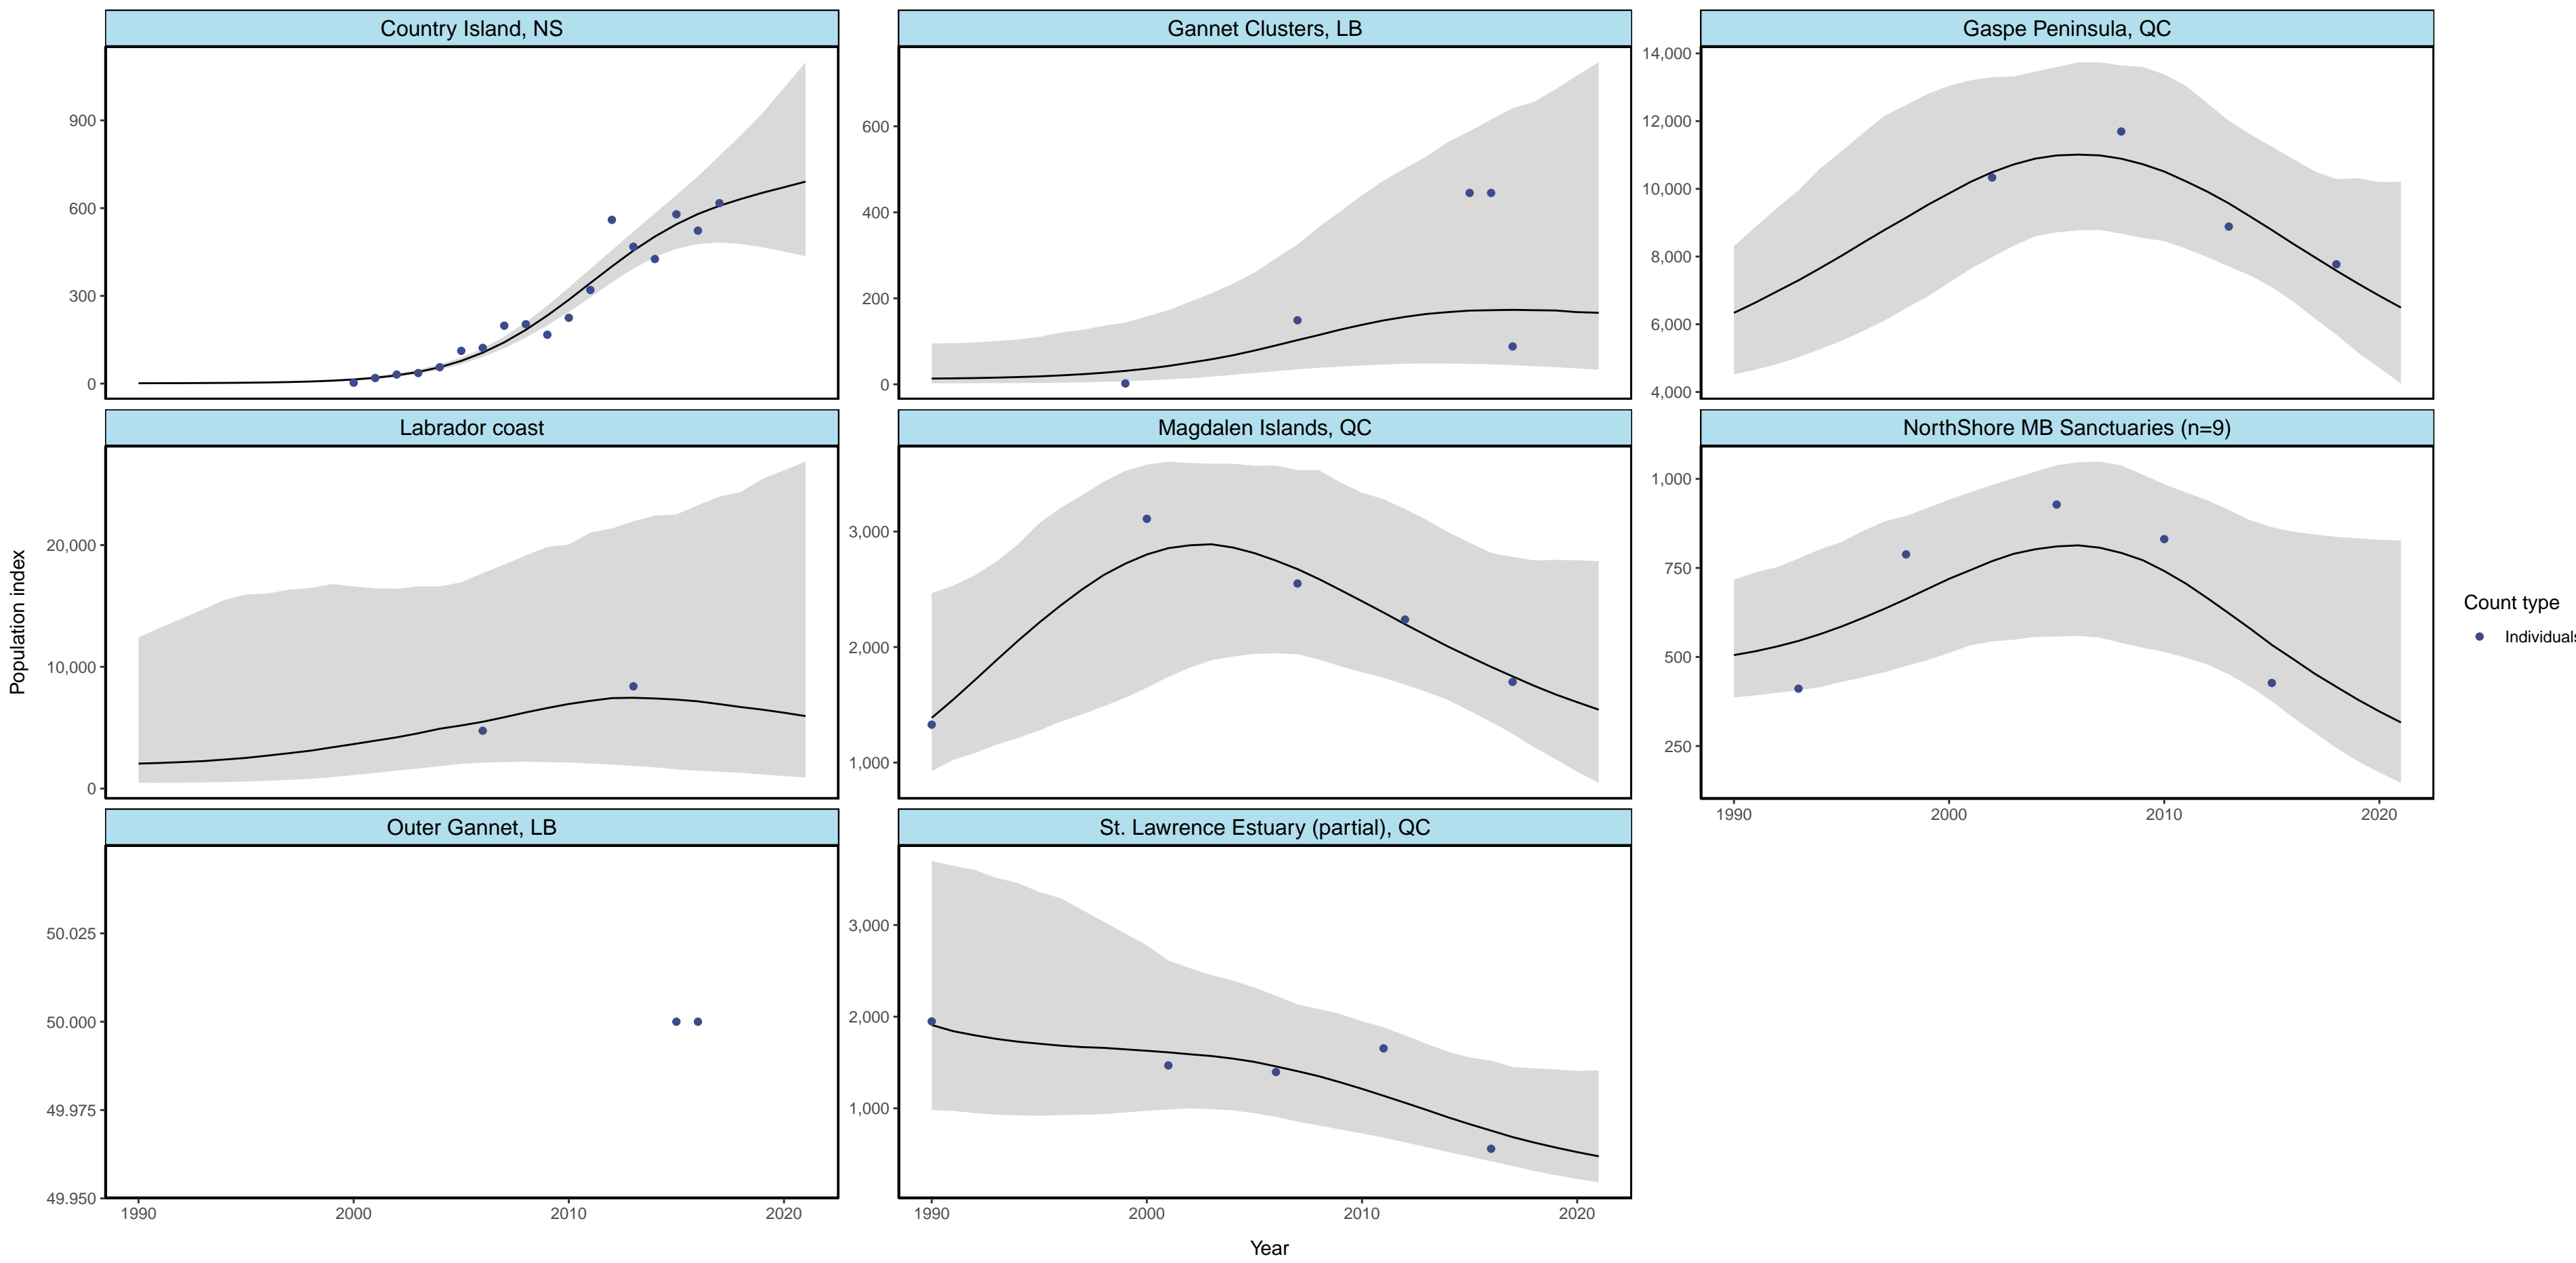 Country Island, NS
Gannet Clusters, LB
Gaspe Peninsula, QC
900
600
300
0
600
400
200
0
14,000
12,000
10,000
8,000
6,000
4,000
Labrador coast
Magdalen Islands, QC
NorthShore MB Sanctuaries (n=9)
20,000
10,000
0
3,000
2,000
1,000
1,000
750
500
250
1990 2000 2010 2020
Outer Gannet, LB
St. Lawrence Estuary (partial), QC
50.025
50.000
49.975
49.950
3,000
2,000
1,000
1990 2000 2010 2020
1990 2000 2010 2020
Year
Population index
Count type
Individuals